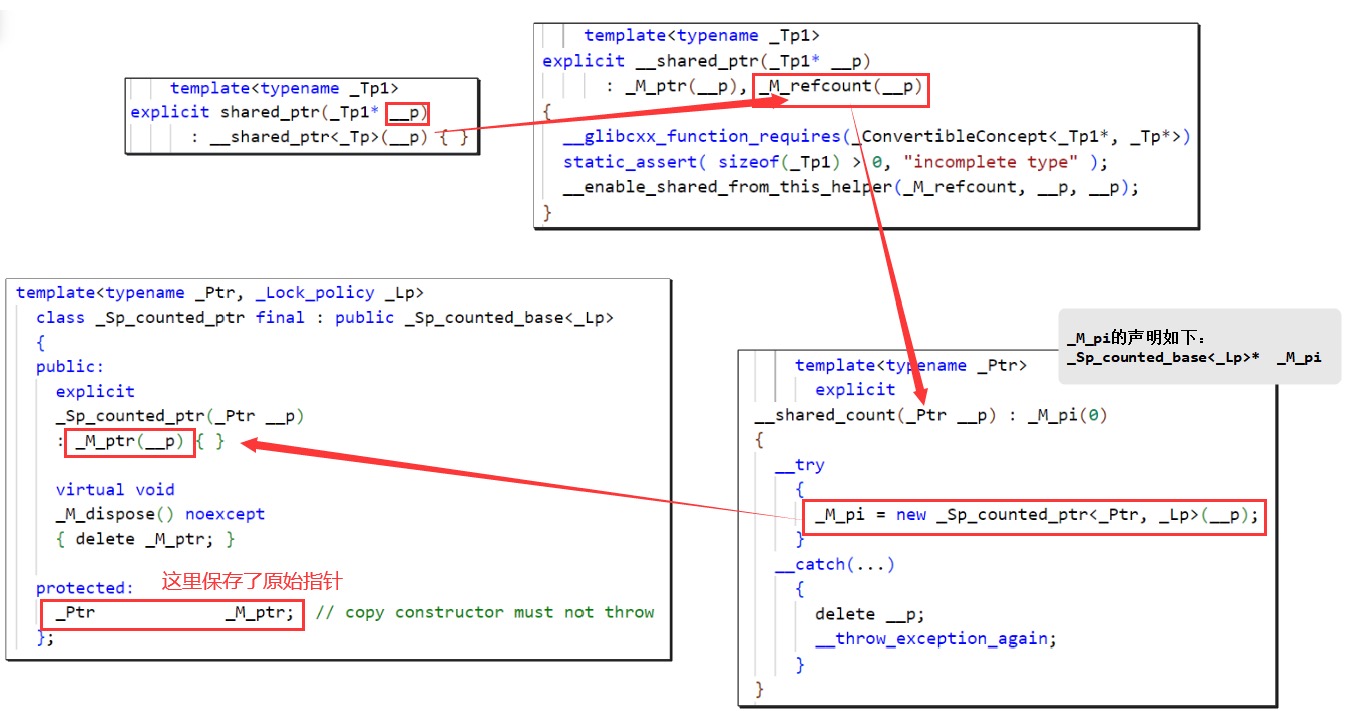 template<typename _Tp1>
explicit shared_ptr(_Tp1* __p)
: __shared_ptr<_Tp>(__p) { }
template<typename _Tp1>
explicit __shared_ptr(_Tp1* __p)
: _M_ptr(__p), _M_refcount(__p)
{
__glibcxx_function_requires(_ConvertibleConcept<_Tp1*, _Tp*>)
static_assert( sizeof(_Tp1) > 0, "incomplete type" );
__enable_shared_from_this_helper(_M_refcount, __p, __p);
}
template<typename _Ptr, _Lock_policy _Lp>
class _Sp_counted_ptr final : public _Sp_counted_base<_Lp>
{
public:
explicit
_Sp_counted_ptr(_Ptr __p)
: _M_ptr(__p) { }
virtual void
_M_dispose() noexcept
{ delete _M_ptr; }
protected: 这里保存了原始指针
_Ptr _M_ptr; // copy constructor must not throw
};
_M_pi的声明如下：
_Sp_counted_base<_Lp>* _M_pi
template<typename _Ptr>
explicit
__shared_count(_Ptr __p) : _M_pi(0)
{
__try
{
_M_pi = new _Sp_counted_ptr<_Ptr, _Lp>(__p);
}
__catch(...)
{
delete __p;
__throw_exception_again;
}
}